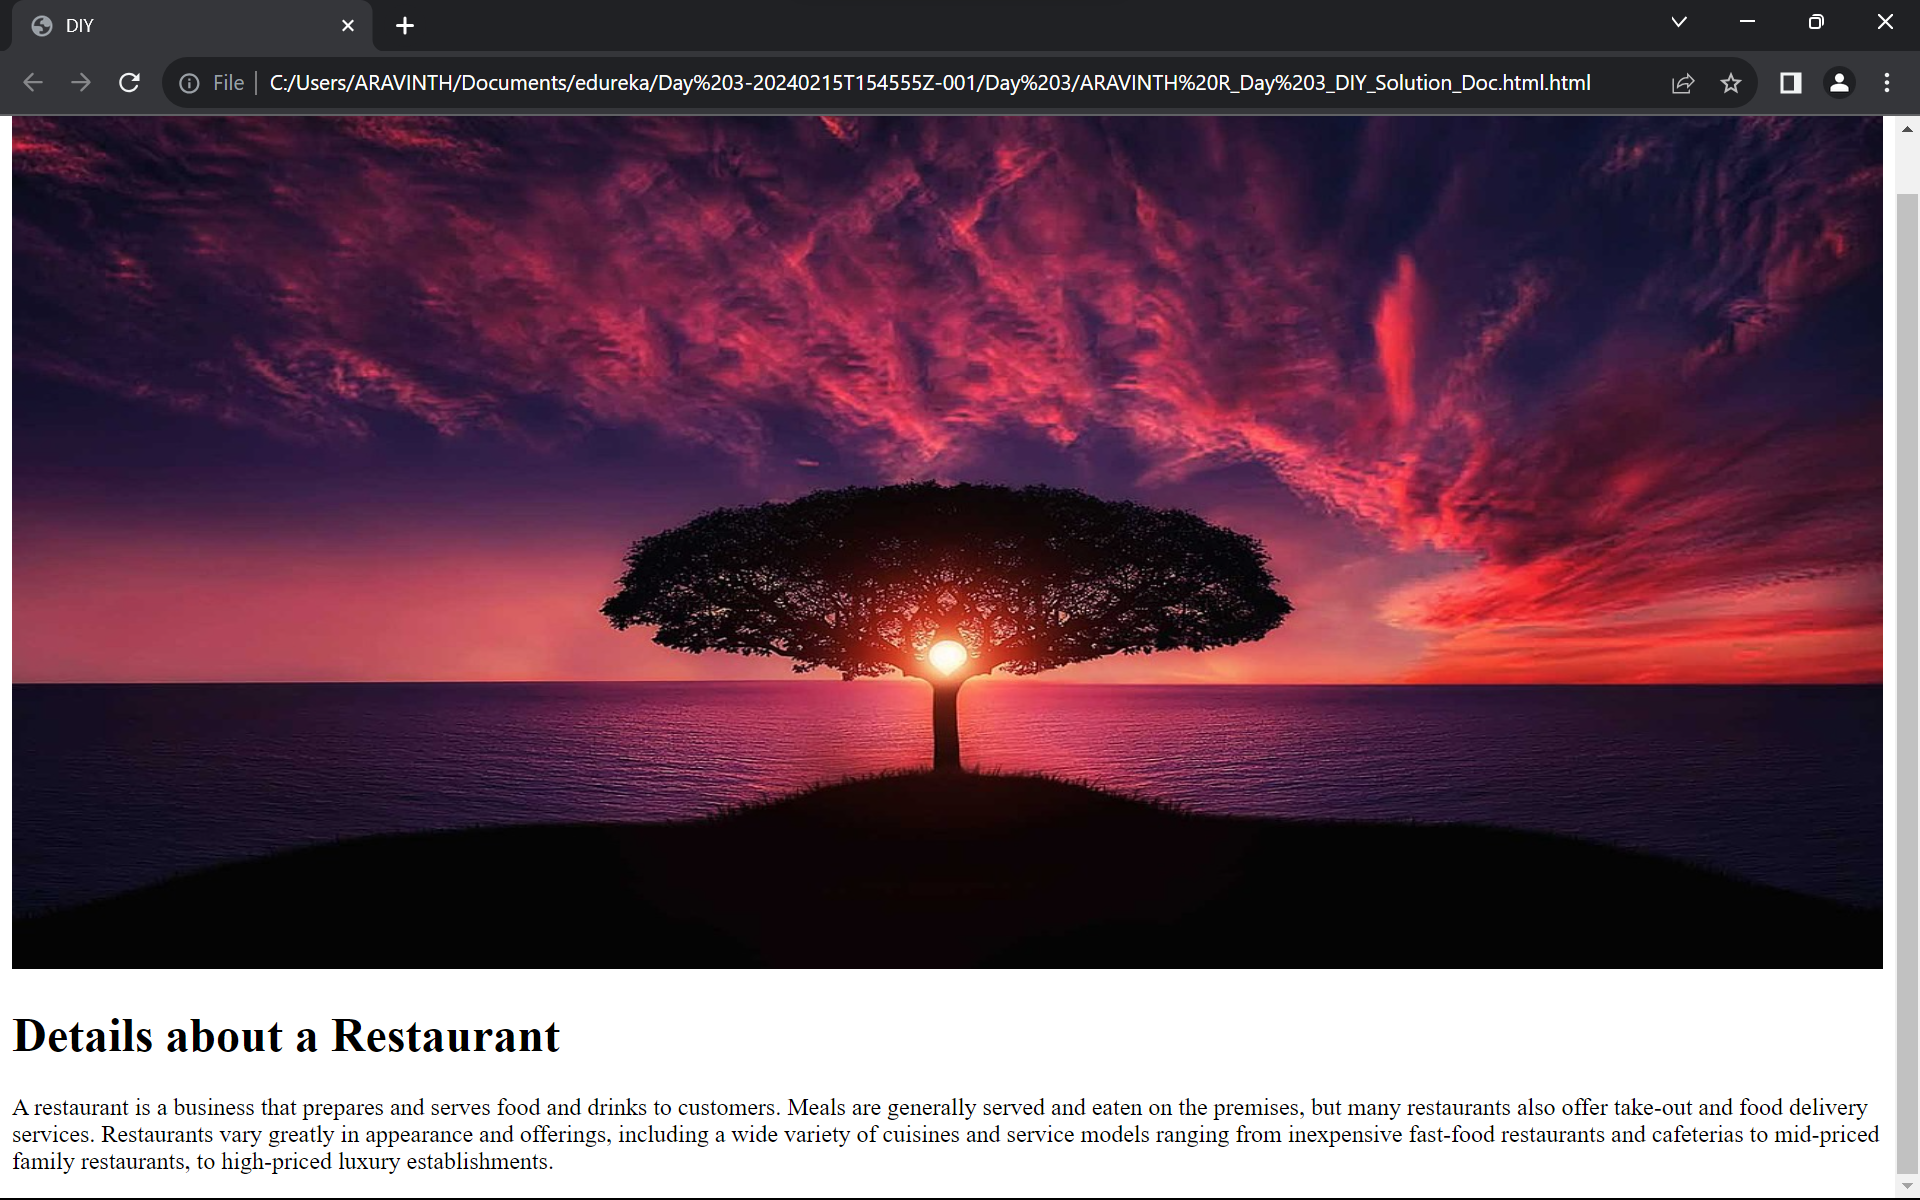 DIY
File
C:/Users/ARAVINTH/Documents/edureka/Day%203-20240215T154555Z-001/Day%203/ARAVINTH%20R_Day%203_DIY_Solution_Doc.html.html
Details about a Restaurant
A restaurant is a business that prepares and serves food and drinks to customers. Meals are generally served and eaten on the premises, but many restaurants also offer take-out and food delivery
services. Restaurants vary greatly in appearance and offerings, including a wide variety of cuisines and service models ranging from inexpensive fast-food restaurants and cafeterias to mid-priced
family restaurants, to high-priced luxury establishments.